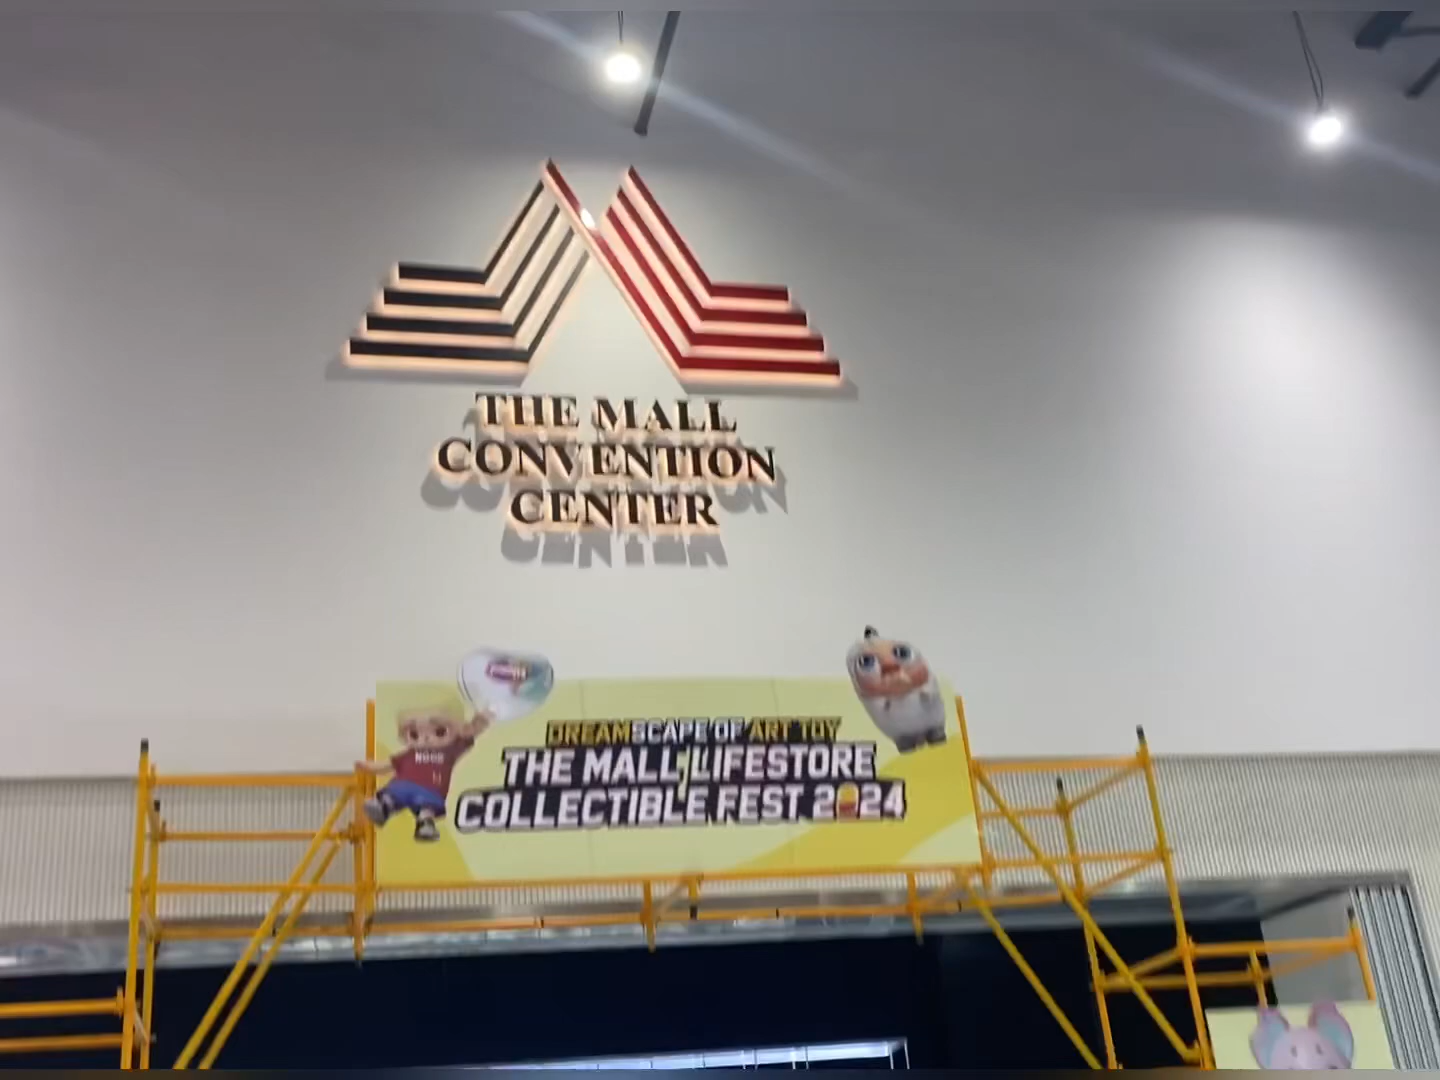 THE MALL
CONVENTION
CENTER
DREAMSCAPE OF ART TOY
THE MALL LIFESTORE
COLLECTIBLE FEST 2024